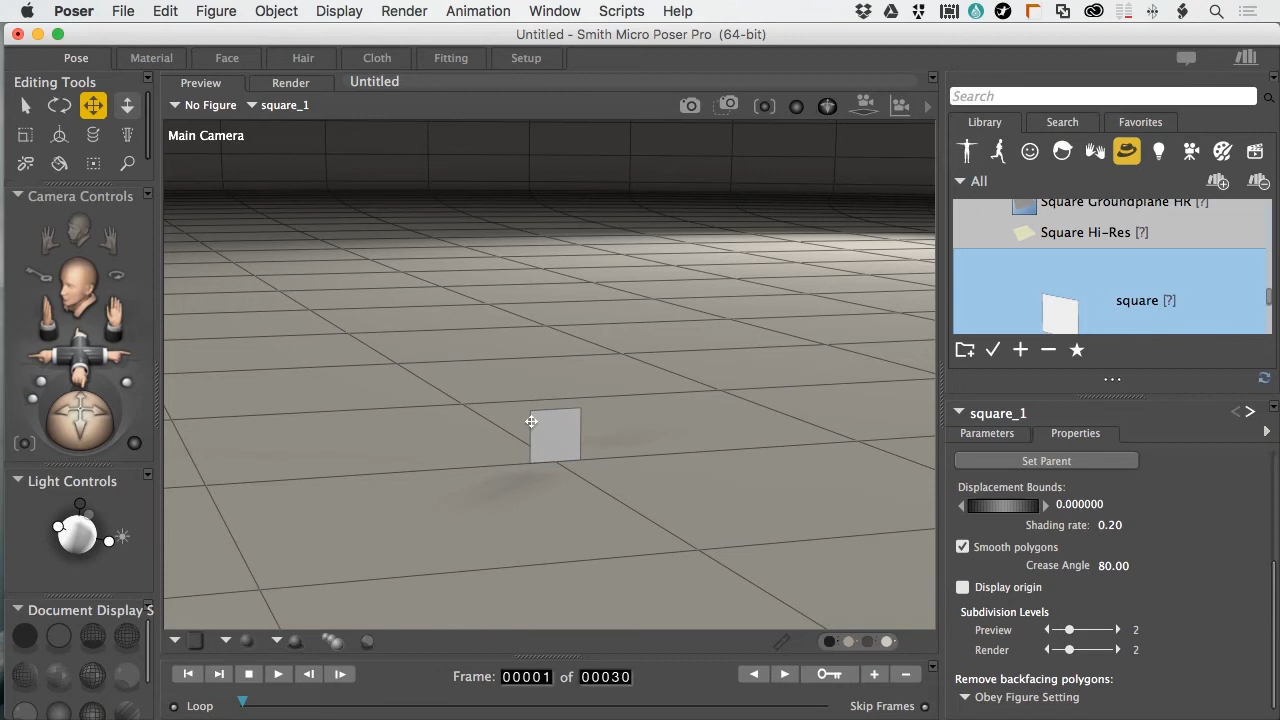 Poser File Edit Figure Object Display Render Animation Window Scripts Help
Untitled - Smith Micro Poser Pro (64-bit)
Pose Material Face Hair Cloth Fitting Setup
Editing Tools
Preview Render Untitled
No Figure square_1
Main Camera
Camera Controls
Light Controls
Document Display S
Loop
Frame: 00001 of 00030
Skip Frames
Search
Library Search Favorites
All
Square Groundplane HR [?]
Square Hi-Res [?]
square [?]
square_1
Parameters Properties
Set Parent
Displacement Bounds:
0.000000
Shading rate: 0.20
Smooth polygons
Crease Angle 80.00
Display origin
Subdivision Levels
Preview 2
Render 2
Remove backfacing polygons:
Obey Figure Setting